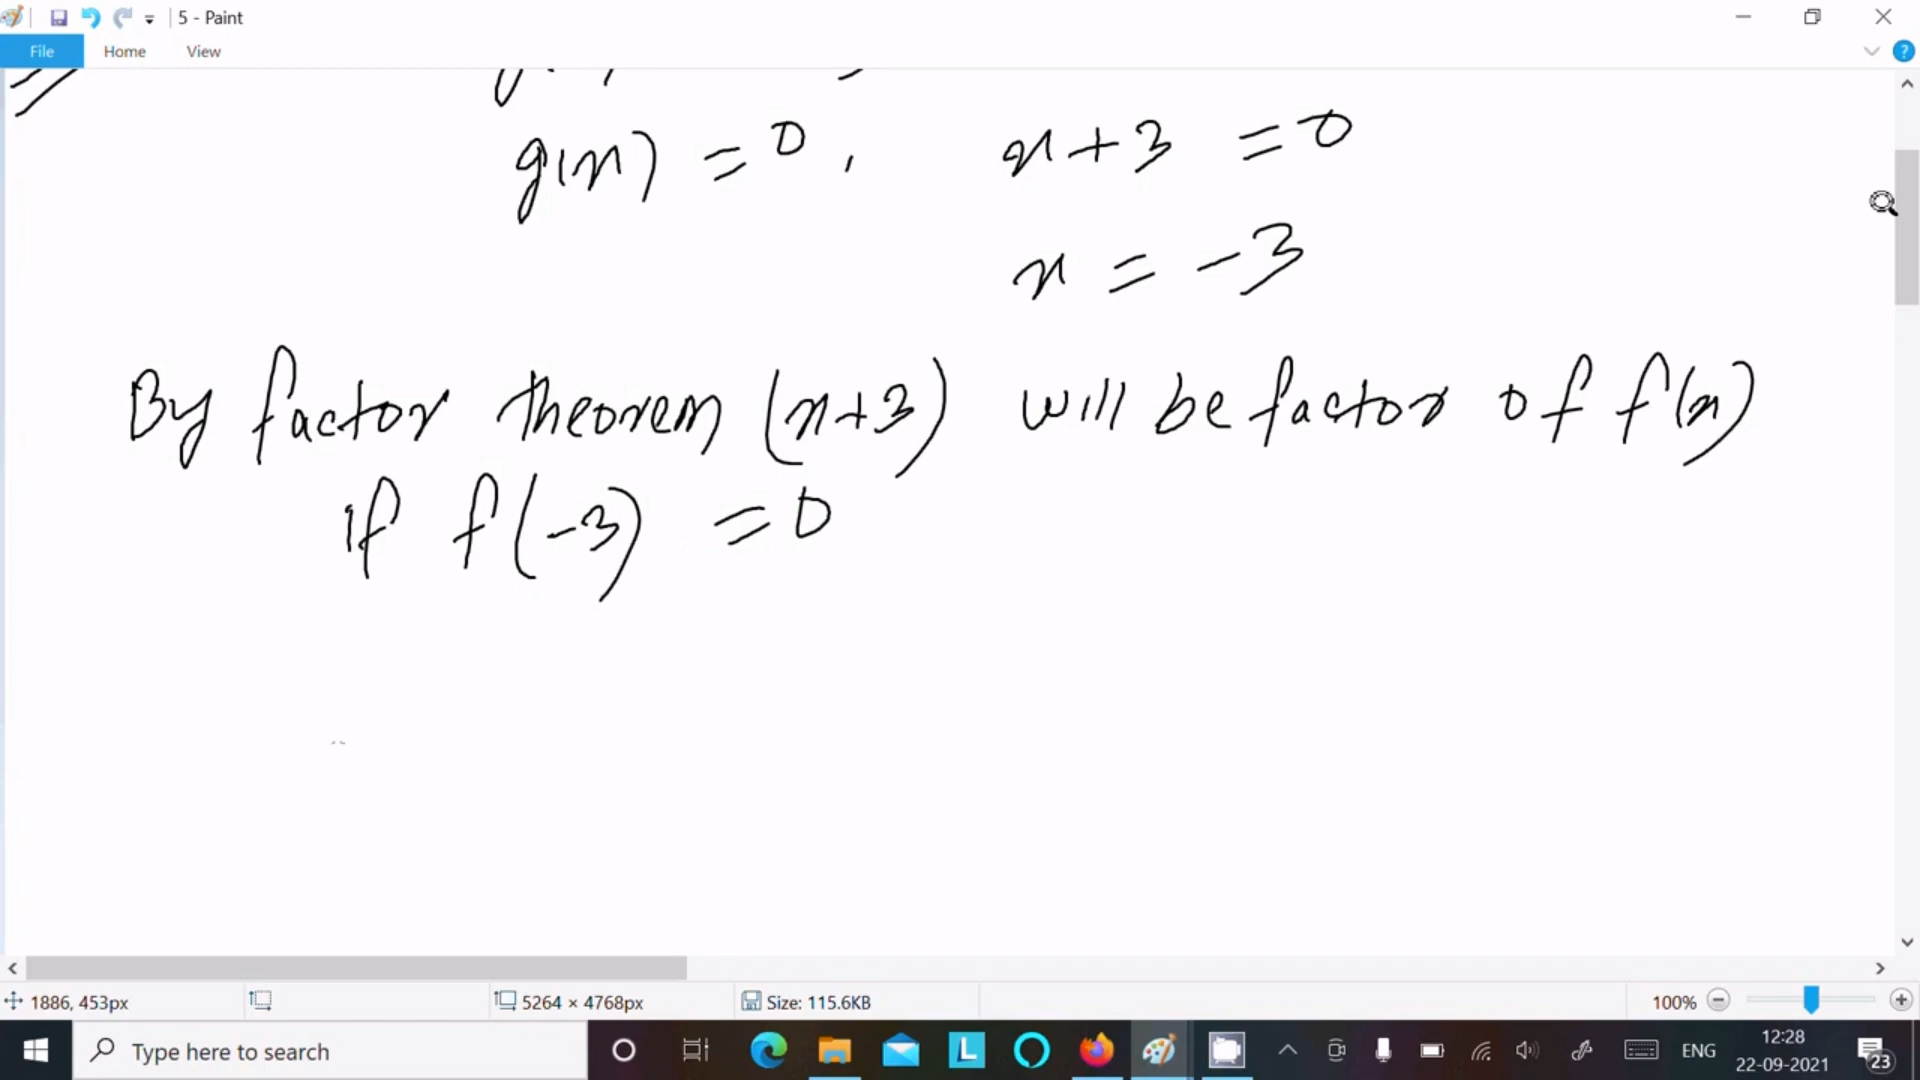 5 - Paint
File Home View
g(x) = 0, x+3 = 0
x = -3
By factor theorem (x+3) will be factor of f(x)
if f(-3) = 0
1886, 453px 5264 × 4768px Size: 115.6KB 100%
Type here to search
L
ENG
12:28
22-09-2021
23